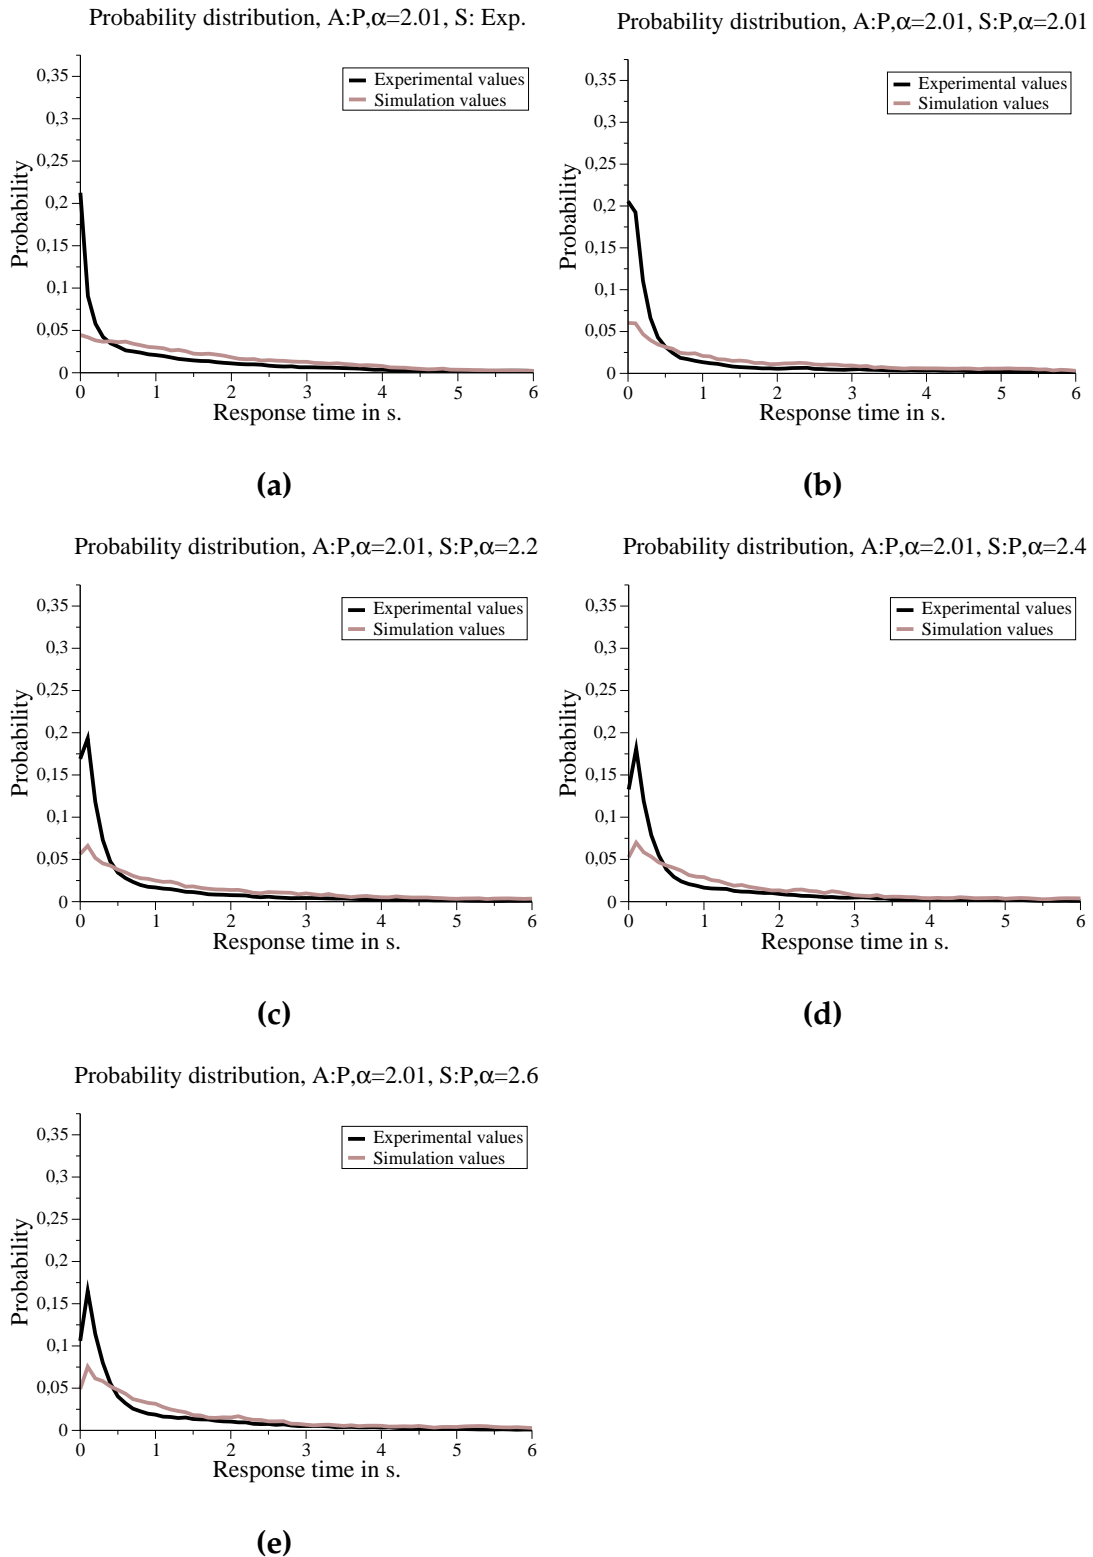 Probability distribution, A:P,α=2.01, S: Exp.
0,35
0,3
0,25
0,2
0,15
0,1
0,05
0
Probability
Experimental values
Simulation values
0 1 2 3 4 5 6
Response time in s.
(a)
Probability distribution, A:P,α=2.01, S:P,α=2.01
0,35
0,3
0,25
0,2
0,15
0,1
0,05
0
Probability
Experimental values
Simulation values
0 1 2 3 4 5 6
Response time in s.
(b)
Probability distribution, A:P,α=2.01, S:P,α=2.2
0,35
0,3
0,25
0,2
0,15
0,1
0,05
0
Probability
Experimental values
Simulation values
0 1 2 3 4 5 6
Response time in s.
(c)
Probability distribution, A:P,α=2.01, S:P,α=2.4
0,35
0,3
0,25
0,2
0,15
0,1
0,05
0
Probability
Experimental values
Simulation values
0 1 2 3 4 5 6
Response time in s.
(d)
Probability distribution, A:P,α=2.01, S:P,α=2.6
0,35
0,3
0,25
0,2
0,15
0,1
0,05
0
Probability
Experimental values
Simulation values
0 1 2 3 4 5 6
Response time in s.
(e)